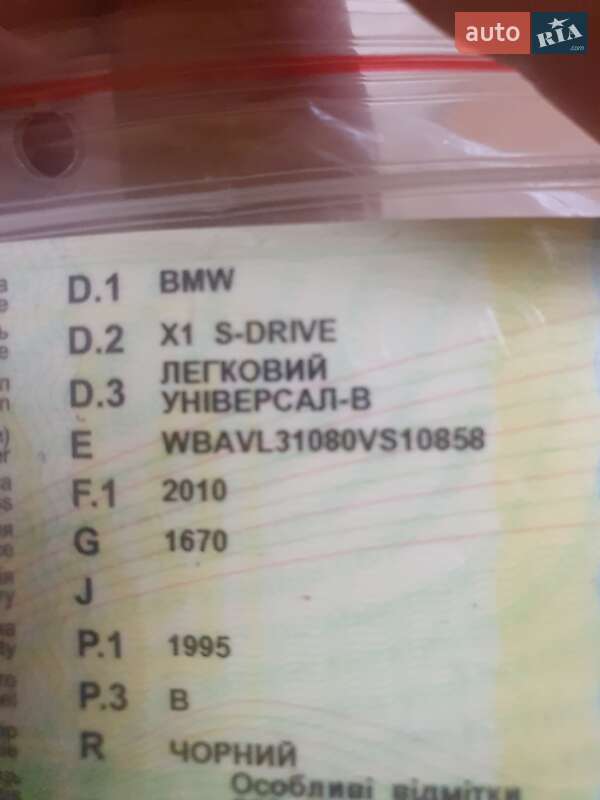 auto RIA .com
D.1 BMW
D.2 X1 S-DRIVE
D.3 ЛЕГКОВИЙ
УНІВЕРСАЛ-В
E WBAVL31080VS10858
F.1 2010
G 1670
J
P.1 1995
P.3 B
R ЧОРНИЙ
Особливі відмітки